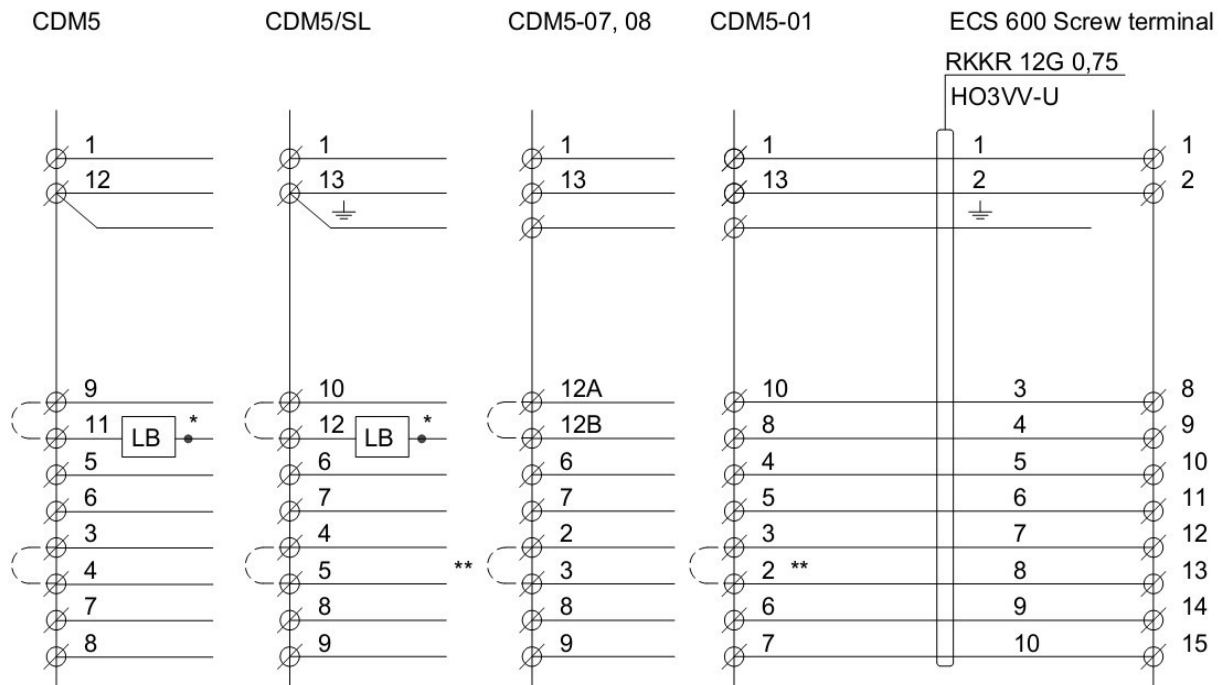 CDM5 CDM5/SL CDM5-07, 08 CDM5-01 ECS 600 Screw terminal
RKKR 12G 0,75
HO3VV-U
1 1 1 1 1 1
12 13 13 13 2 2
9 10 12A 10 3 8
11 LB * 12 LB * 12B 8 4 9
5 6 6 4 5 10
6 7 7 5 6 11
3 4 2 3 7 12
4 5 ** 3 2 ** 8 13
7 8 8 6 9 14
8 9 9 7 10 15